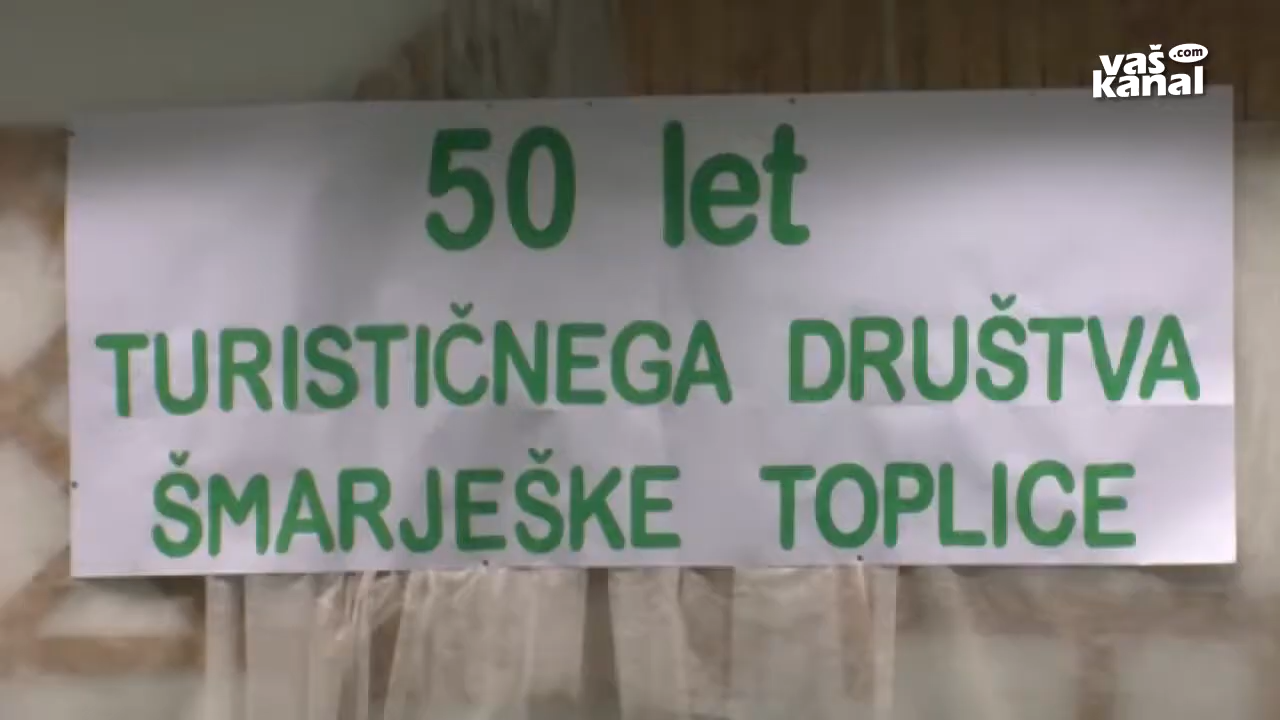 vaš .com
kanal
50 let
TURISTIČNEGA DRUŠTVA
ŠMARJEŠKE TOPLICE